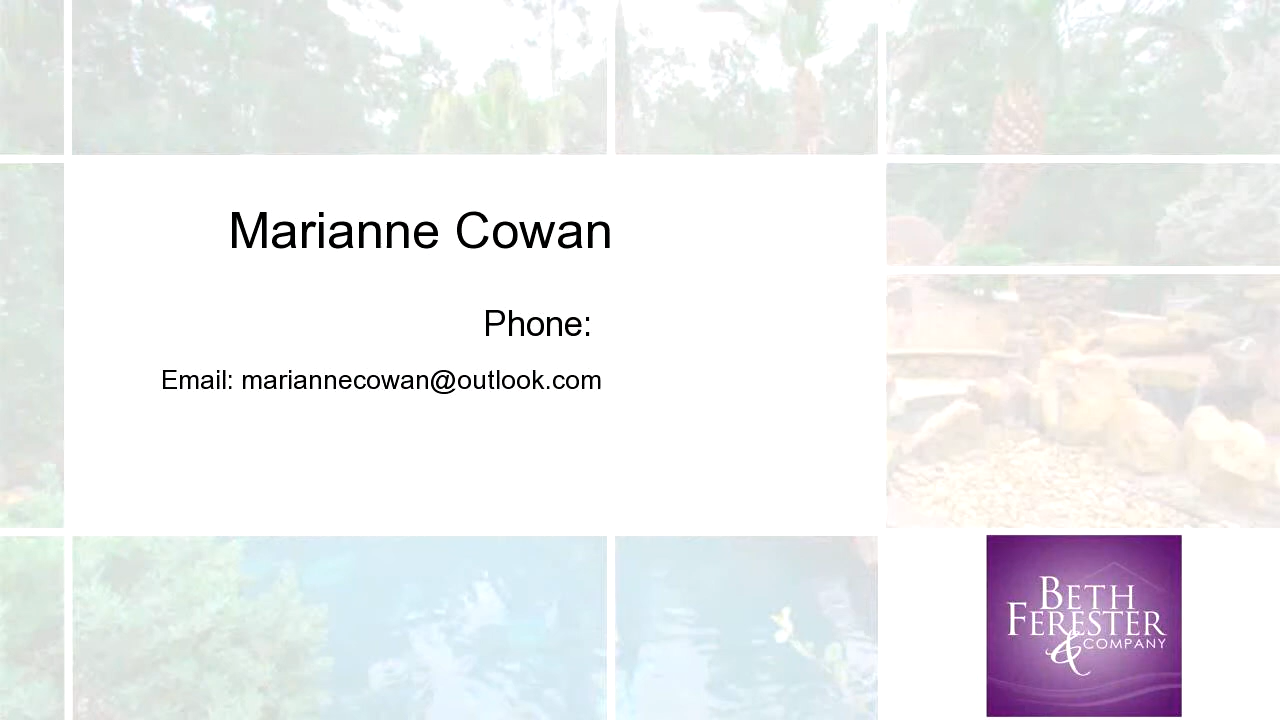 Marianne Cowan
Phone:
Email: mariannecowan@outlook.com
BETH
FERESTER
& COMPANY